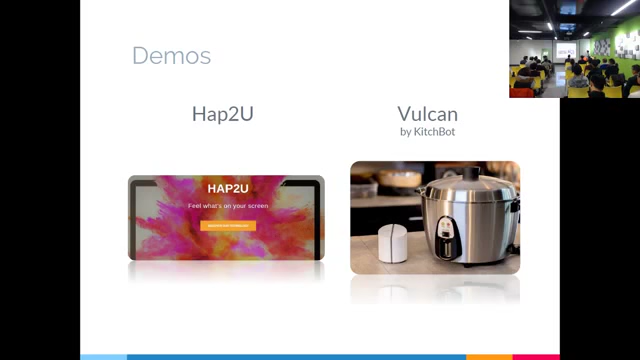 Demos
Hap2U
Vulcan
by KitchBot
HAP2U
Feel what's on your screen